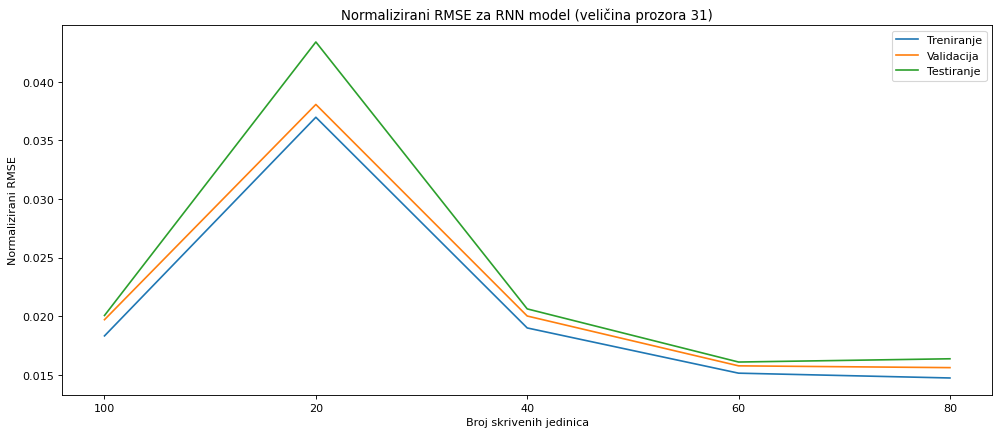 Normalizirani RMSE za RNN model (veličina prozora 31)
Treniranje
Validacija
Testiranje
Normalizirani RMSE
0.040
0.035
0.030
0.025
0.020
0.015
100 20 40 60 80
Broj skrivenih jedinica